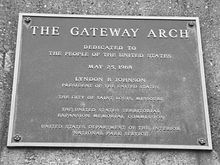 THE GATEWAY ARCH
DEDICATED TO
THE PEOPLE OF THE UNITED STATES
MAY 25, 1968
LYNDON B JOHNSON
PRESIDENT OF THE UNITED STATES
THE CITY OF SAINT LOUIS, MISSOURI
THE UNITED STATES TERRITORIAL
EXPANSION MEMORIAL COMMISSION
UNITED STATES DEPARTMENT OF THE INTERIOR
NATIONAL PARK SERVICE